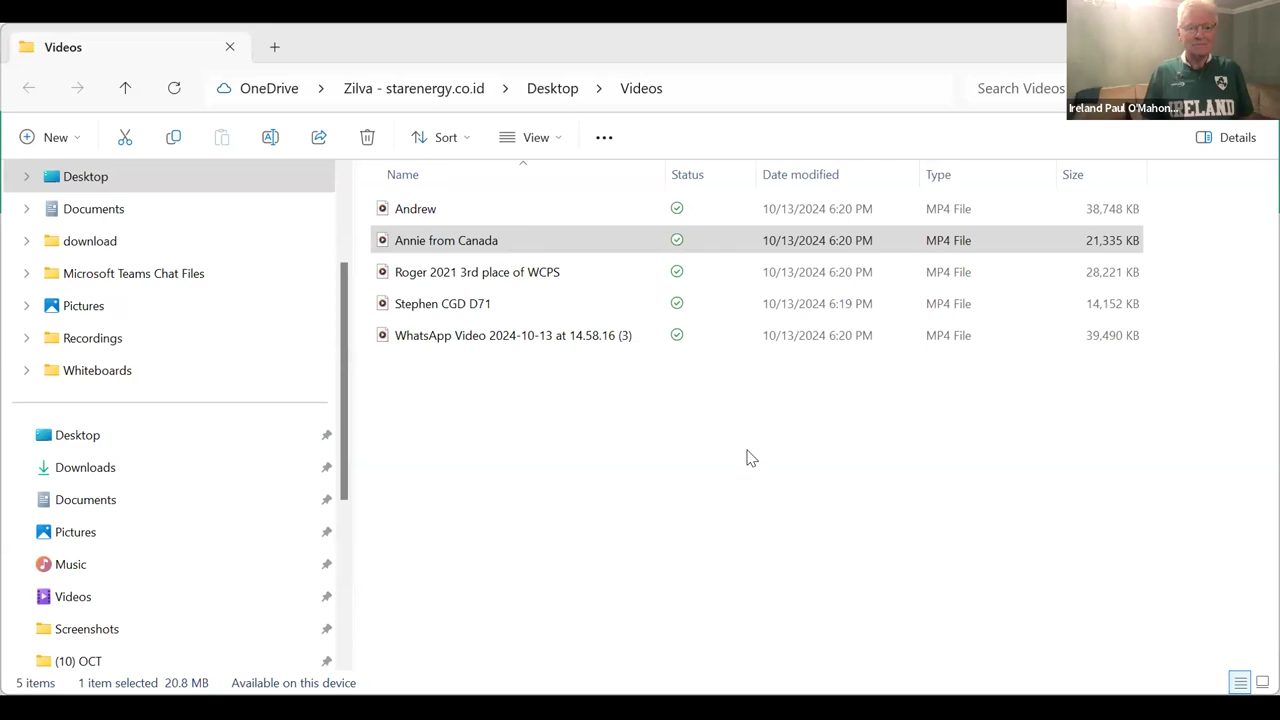 Videos
OneDrive > Zilva - starenergy.co.id > Desktop > Videos
Search Videos
Ireland Paul O'Mahon...
IRELAND
New
Sort
View
Details
Desktop
Documents
download
Microsoft Teams Chat Files
Pictures
Recordings
Whiteboards
Desktop
Downloads
Documents
Pictures
Music
Videos
Screenshots
(10) OCT
Name Status Date modified Type Size
Andrew 10/13/2024 6:20 PM MP4 File 38,748 KB
Annie from Canada 10/13/2024 6:20 PM MP4 File 21,335 KB
Roger 2021 3rd place of WCPS 10/13/2024 6:20 PM MP4 File 28,221 KB
Stephen CGD D71 10/13/2024 6:19 PM MP4 File 14,152 KB
WhatsApp Video 2024-10-13 at 14.58.16 (3) 10/13/2024 6:20 PM MP4 File 39,490 KB
5 items 1 item selected 20.8 MB Available on this device